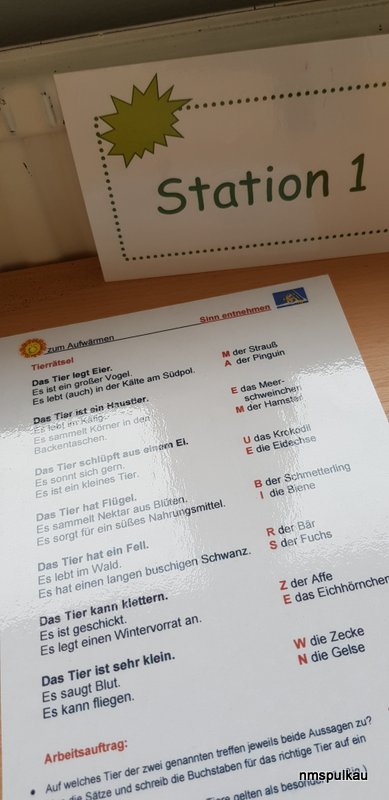 Station 1
zum Aufwärmen
Sinn entnehmen
Tierrätsel
Das Tier legt Eier.
Es ist ein großer Vogel.
Es lebt (auch) in der Kälte am Südpol.
M der Strauß
A der Pinguin
Das Tier ist ein Haustier.
Es lebt im Käfig.
Es sammelt Körner in den
Backentaschen.
E das Meer-
schweinchen
M der Hamster
Das Tier schlüpft aus einem Ei.
Es sonnt sich gern.
Es ist ein kleines Tier.
U das Krokodil
E die Eidechse
Das Tier hat Flügel.
Es sammelt Nektar aus Blüten.
Es sorgt für ein süßes Nahrungsmittel.
B der Schmetterling
I die Biene
Das Tier hat ein Fell.
Es lebt im Wald.
Es hat einen langen buschigen Schwanz.
R der Bär
S der Fuchs
Das Tier kann klettern.
Es ist geschickt.
Es legt einen Wintervorrat an.
Z der Affe
E das Eichhörnchen
Das Tier ist sehr klein.
Es saugt Blut.
Es kann fliegen.
W die Zecke
N die Gelse
Arbeitsauftrag:
• Auf welches Tier der zwei genannten treffen jeweils beide Aussagen zu?
die Sätze und schreib die Buchstaben für das richtige Tier auf ein
Tiere gelten als besonders
nmspulkau